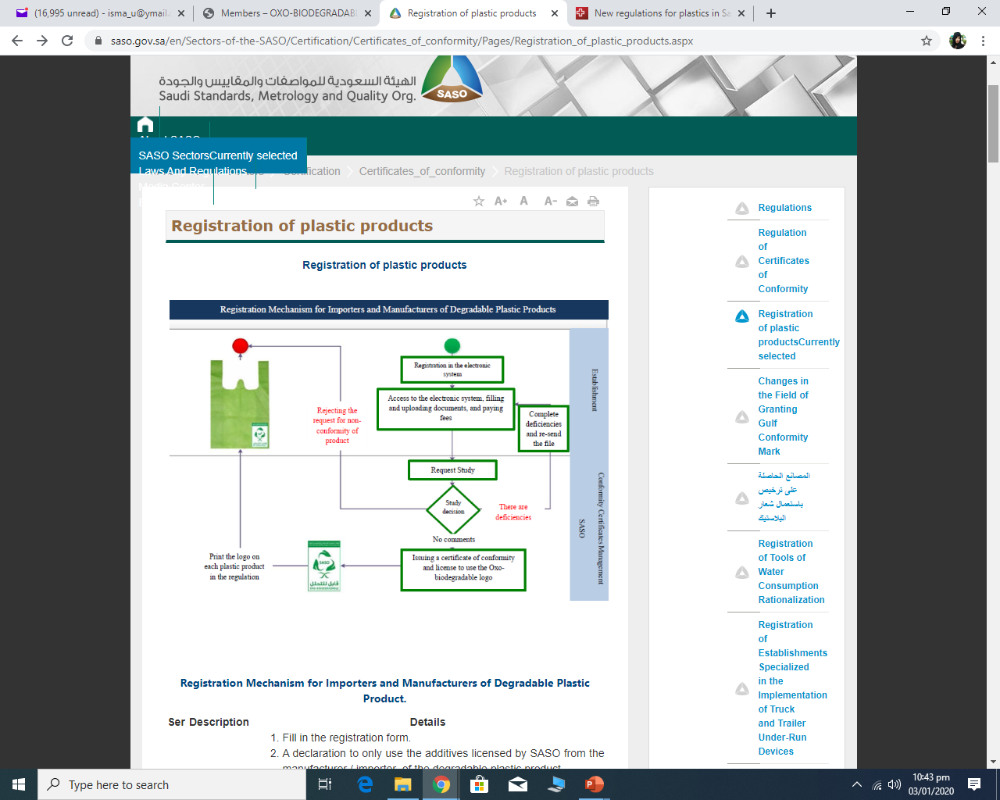 (16,995 unread) - isma_u@ymail.
Members – OXO-BIODEGRADABL
Registration of plastic products
New regulations for plastics in Sa
saso.gov.sa/en/Sectors-of-the-SASO/Certification/Certificates_of_conformity/Pages/Registration_of_plastic_products.aspx
الهيئة السعودية للمواصفات والمقاييس والجودة
Saudi Standards, Metrology and Quality Org.
SASO
SASO SectorsCurrently selected
Laws And Regulations
Certification
Certificates_of_conformity
Registration of plastic products
A+ A A-
Registration of plastic products
Registration of plastic products
Registration Mechanism for Importers and Manufacturers of Degradable Plastic Products
Registration in the electronic
system
Access to the electronic system, filling
and uploading documents, and paying
fees
Complete
deficiencies
and re-send
the file
Rejecting the
request for non-
conformity of
product
Establishment
Request Study
Study
decision
There are
deficiencies
No comments
Issuing a certificate of conformity
and license to use the Oxo-
biodegradable logo
SASO
قابل للتحلل
Print the logo on
each plastic product
in the regulation
Conformity Certificates Management
SASO
Registration Mechanism for Importers and Manufacturers of Degradable Plastic
Product.
Ser Description
Details
1. Fill in the registration form.
2. A declaration to only use the additives licensed by SASO from the
manufacturer / importer of the degradable plastic product
Regulations
Regulation
of
Certificates
of
Conformity
Registration
of plastic
productsCurrently
selected
Changes in
the Field of
Granting
Gulf
Conformity
Mark
المصانع الحاصلة
على ترخيص
باستعمال شعار
البلاستيك
Registration
of Tools of
Water
Consumption
Rationalization
Registration
of
Establishments
Specialized
in the
Implementation
of Truck
and Trailer
Under-Run
Devices
Type here to search
10:43 pm
03/01/2020